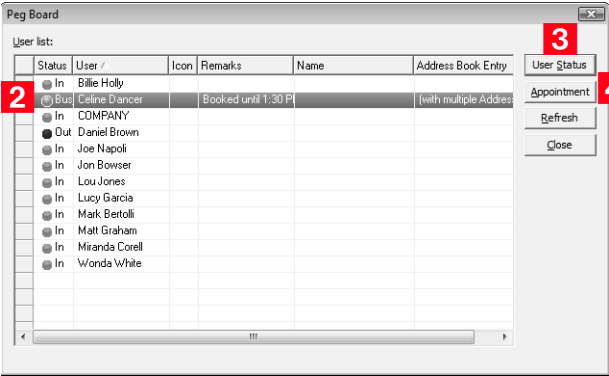 Peg Board
User list:
3
Status User / Icon Remarks Name Address Book Entry
User Status
In Billie Holly
2
Bus Celine Dancer Booked until 1:30 P (with multiple Addres
Appointment
4
In COMPANY
Refresh
Out Daniel Brown
In Joe Napoli
Close
In Jon Bowser
In Lou Jones
In Lucy Garcia
In Mark Bertolli
In Matt Graham
In Miranda Corell
In Wonda White